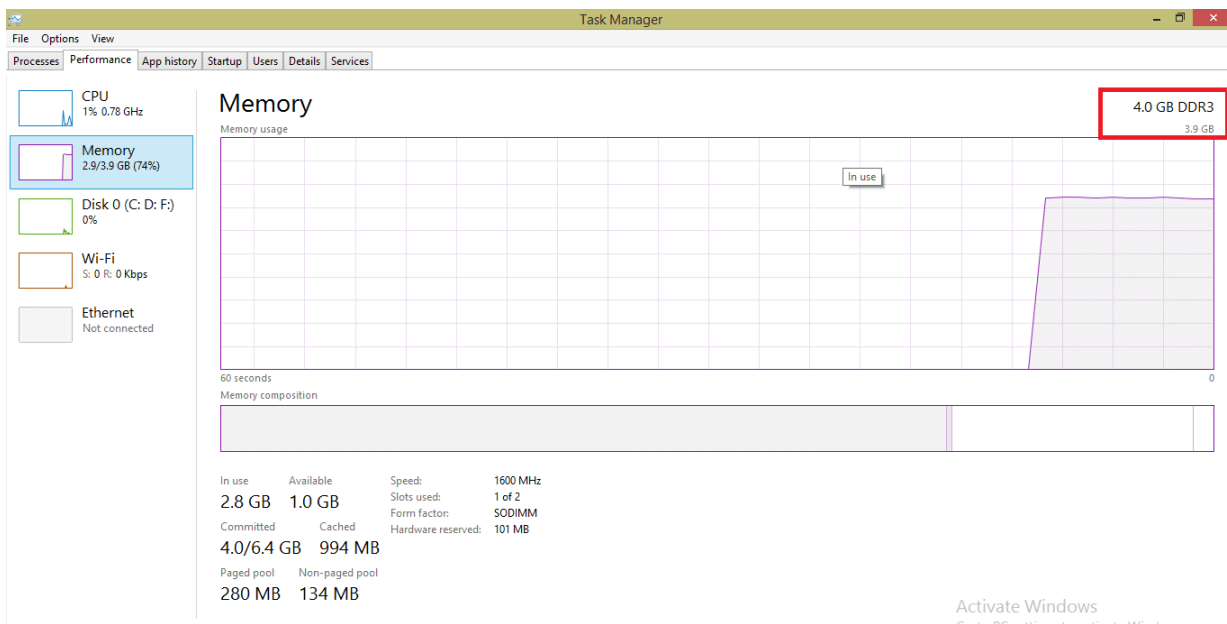 Task Manager
File Options View
Processes Performance App history Startup Users Details Services
CPU
1% 0.78 GHz
Memory
2.9/3.9 GB (74%)
Disk 0 (C: D: F:)
0%
Wi-Fi
S: 0 R: 0 Kbps
Ethernet
Not connected
Memory
4.0 GB DDR3
Memory usage
3.9 GB
In use
60 seconds
0
Memory composition
In use Available
2.8 GB 1.0 GB
Committed Cached
4.0/6.4 GB 994 MB
Paged pool Non-paged pool
280 MB 134 MB
Speed: 1600 MHz
Slots used: 1 of 2
Form factor: SODIMM
Hardware reserved: 101 MB
Activate Windows